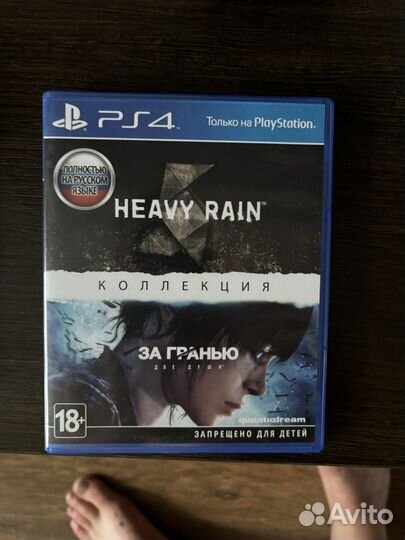 PS4
Только на PlayStation.
ПОЛНОСТЬЮ
НА РУССКОМ
ЯЗЫКЕ
HEAVY RAIN™
КОЛЛЕКЦИЯ
ЗА ГРАНЬЮ
ДВЕ ДУШИ
18+
quanticdream
ЗАПРЕЩЕНО ДЛЯ ДЕТЕЙ
Avito